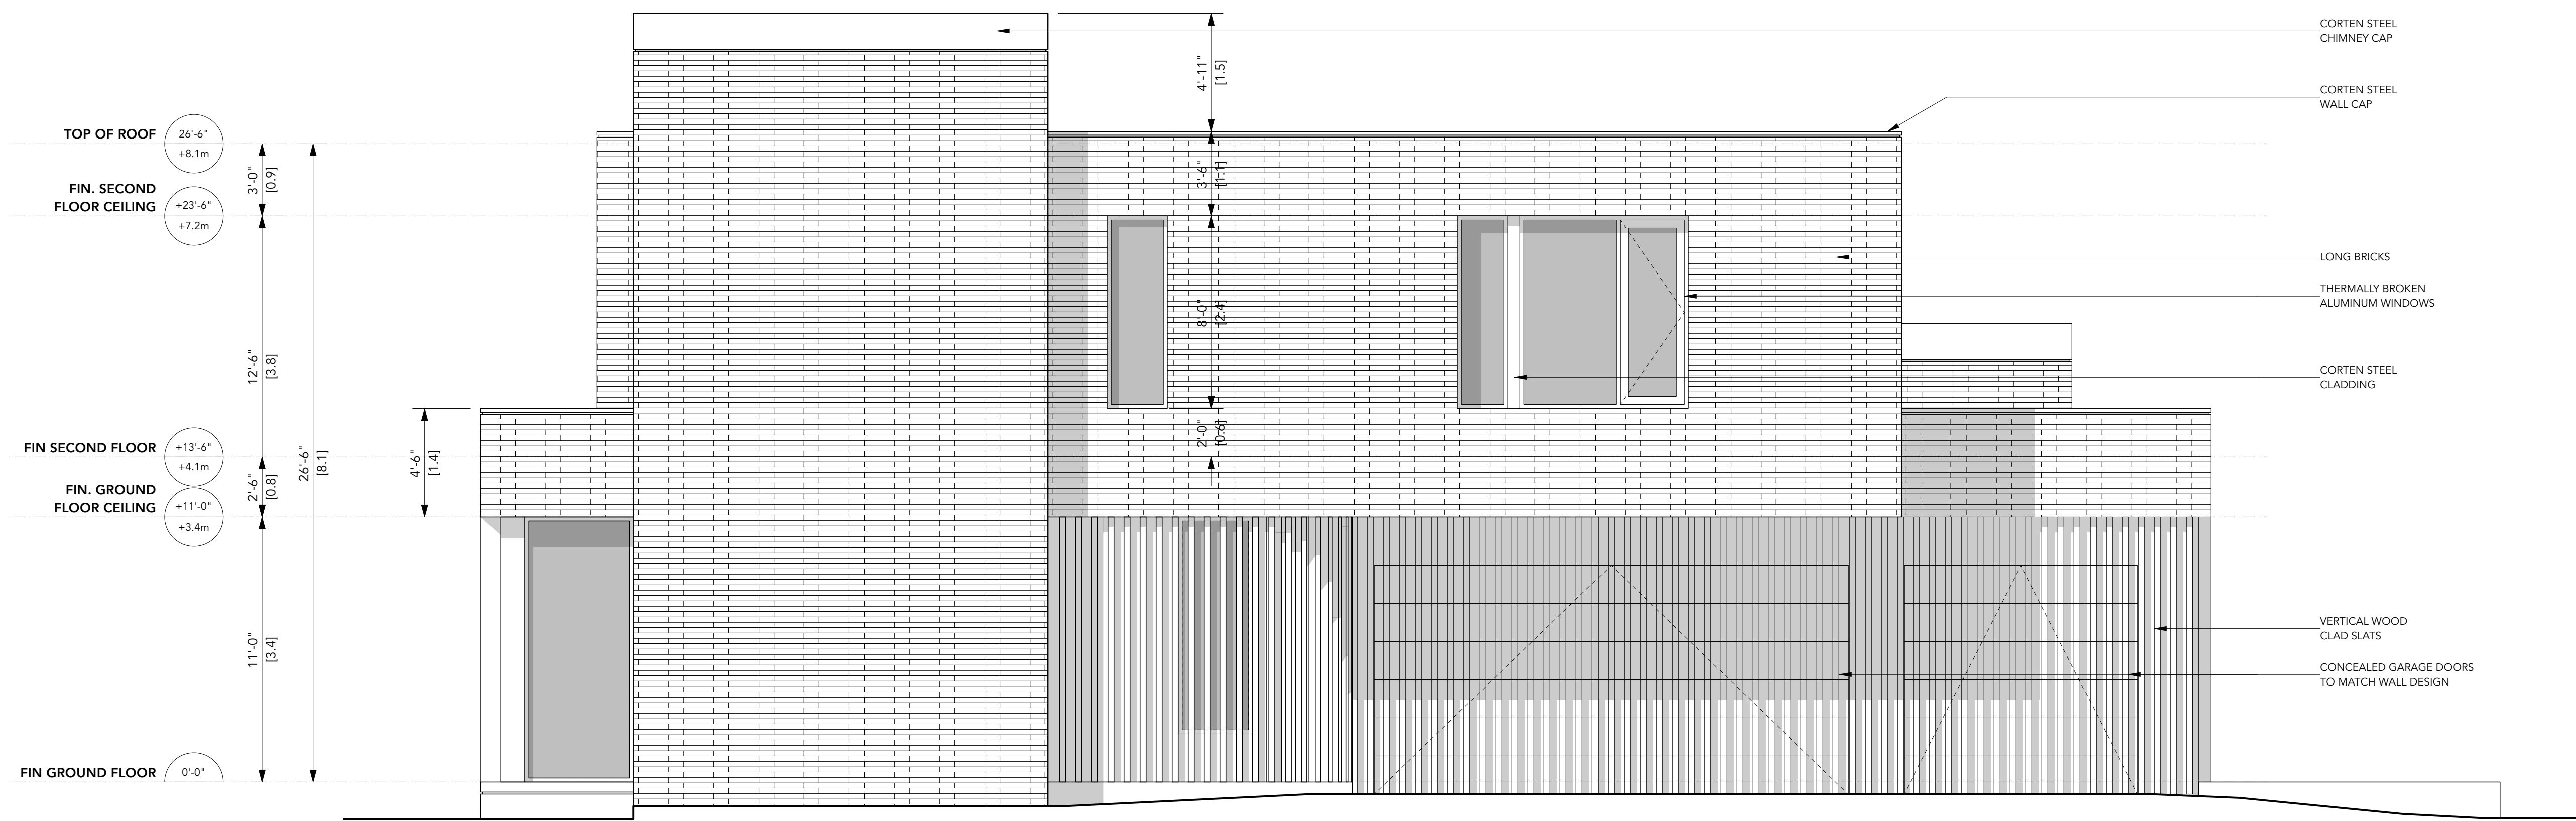 CORTEN STEEL
CHIMNEY CAP
4'-11"
[1.5]
CORTEN STEEL
WALL CAP
TOP OF ROOF
26'-6"
+8.1m
3'-0"
[0.9]
3'-6"
[1.1]
FIN. SECOND
FLOOR CEILING
+23'-6"
+7.2m
LONG BRICKS
THERMALLY BROKEN
ALUMINUM WINDOWS
8'-0"
[2.4]
12'-6"
[3.8]
CORTEN STEEL
CLADDING
2'-0"
[0.6]
FIN SECOND FLOOR
+13'-6"
+4.1m
26'-6"
[8.1]
4'-6"
[1.4]
2'-6"
[0.8]
FIN. GROUND
FLOOR CEILING
+11'-0"
+3.4m
11'-0"
[3.4]
VERTICAL WOOD
CLAD SLATS
CONCEALED GARAGE DOORS
TO MATCH WALL DESIGN
FIN GROUND FLOOR
0'-0"